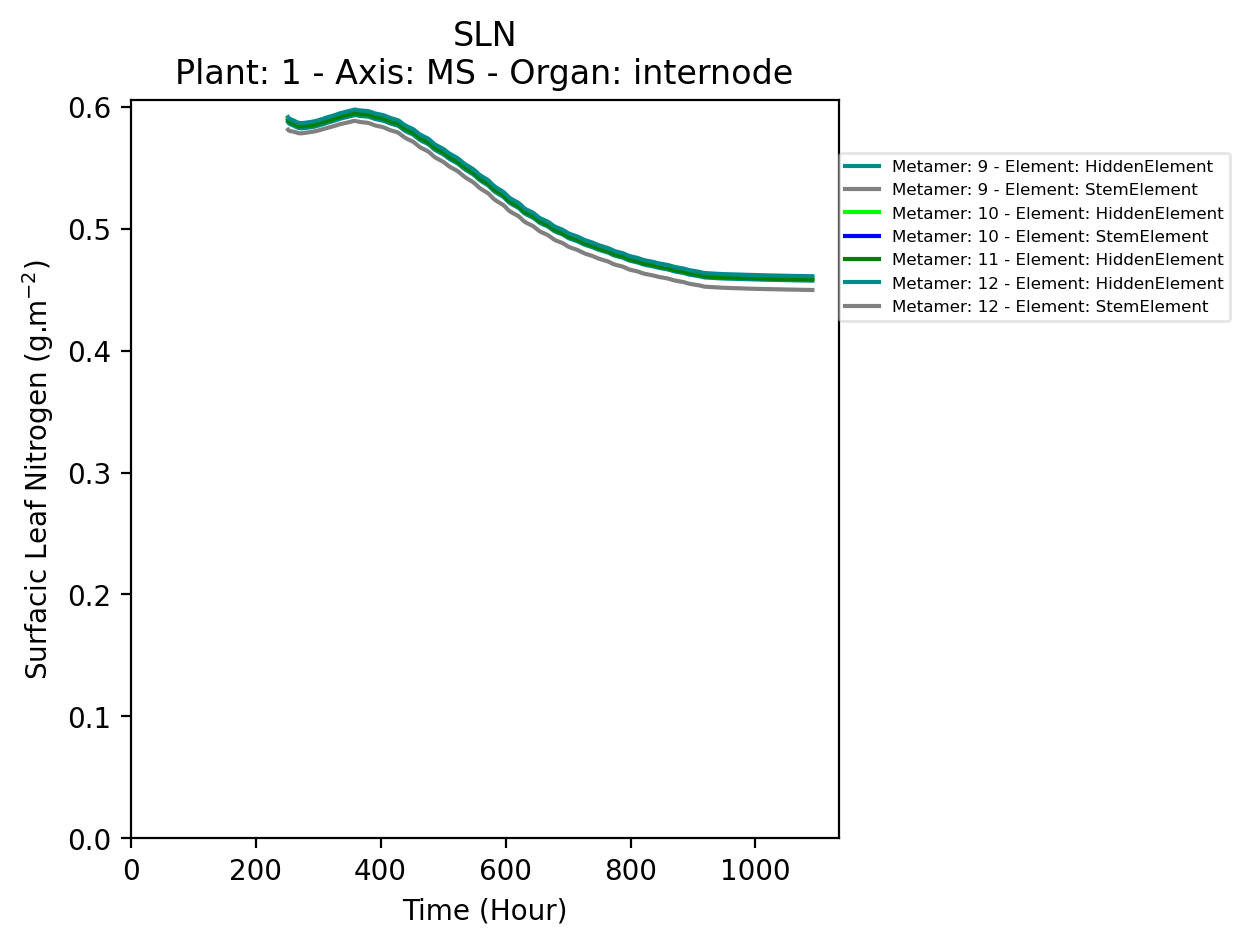 SLN
Plant: 1 - Axis: MS - Organ: internode
0.6
0.5
0.4
0.3
0.2
0.1
0.0
Surfacic Leaf Nitrogen (g.m⁻²)
0
200
400
600
800
1000
Time (Hour)
Metamer: 9 - Element: HiddenElement
Metamer: 9 - Element: StemElement
Metamer: 10 - Element: HiddenElement
Metamer: 10 - Element: StemElement
Metamer: 11 - Element: HiddenElement
Metamer: 12 - Element: HiddenElement
Metamer: 12 - Element: StemElement